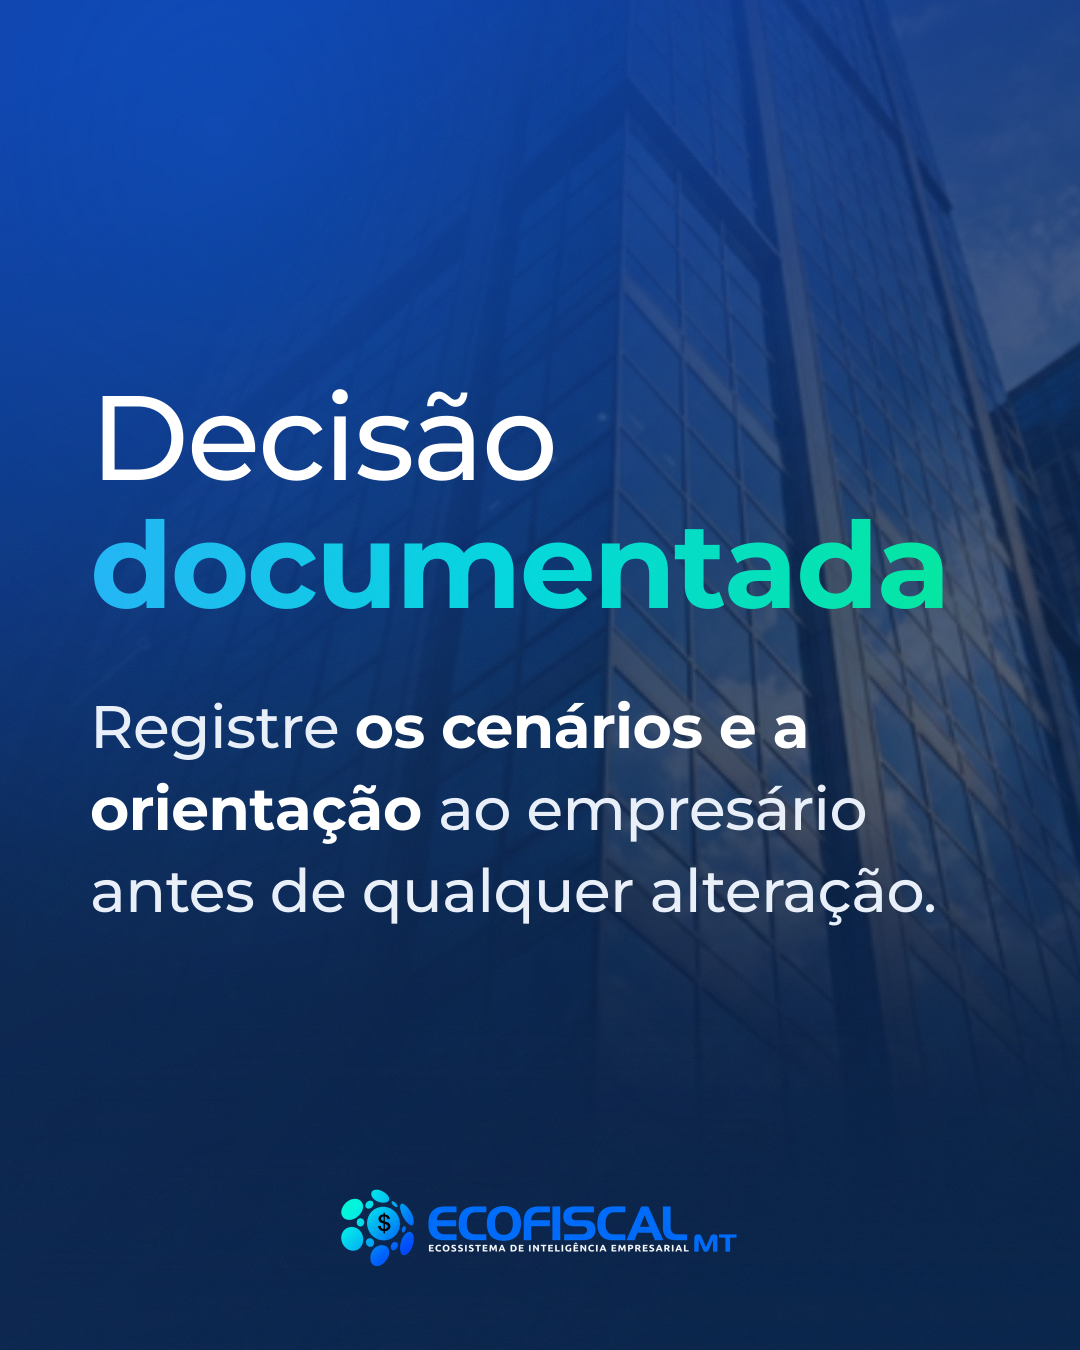 Decisão
documentada
Registre os cenários e a
orientação ao empresário
antes de qualquer alteração.
$
ECOFISCAL
ECOSSISTEMA DE INTELIGÊNCIA EMPRESARIAL MT